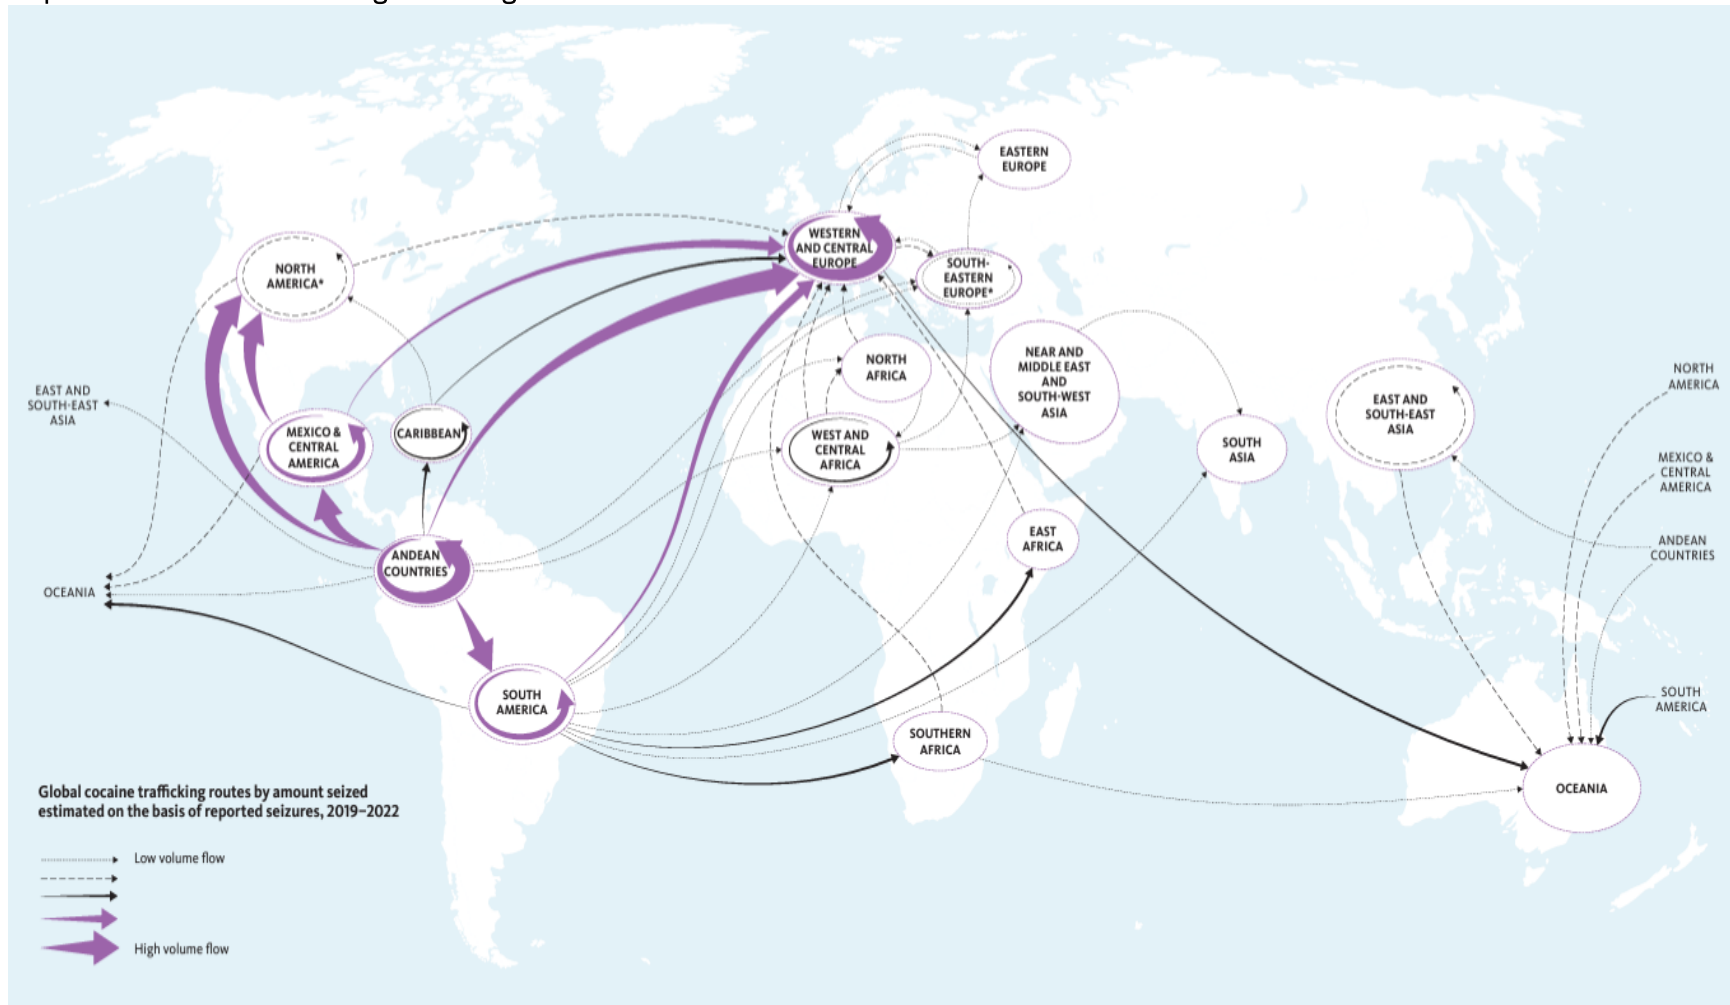 EASTERN
EUROPE
WESTERN
AND CENTRAL
EUROPE
SOUTH-
EASTERN
EUROPE*
NORTH
AMERICA*
NORTH
AFRICA
NEAR AND
MIDDLE EAST
AND
SOUTH-WEST
ASIA
EAST AND
SOUTH-EAST
ASIA
NORTH
AMERICA
EAST AND
SOUTH-EAST
ASIA
MEXICO &
CENTRAL
AMERICA
CARIBBEAN
WEST AND
CENTRAL
AFRICA
SOUTH
ASIA
MEXICO &
CENTRAL
AMERICA
ANDEAN
COUNTRIES
EAST
AFRICA
ANDEAN
COUNTRIES
OCEANIA
SOUTH
AMERICA
SOUTHERN
AFRICA
SOUTH
AMERICA
OCEANIA
Global cocaine trafficking routes by amount seized
estimated on the basis of reported seizures, 2019–2022
Low volume flow
High volume flow